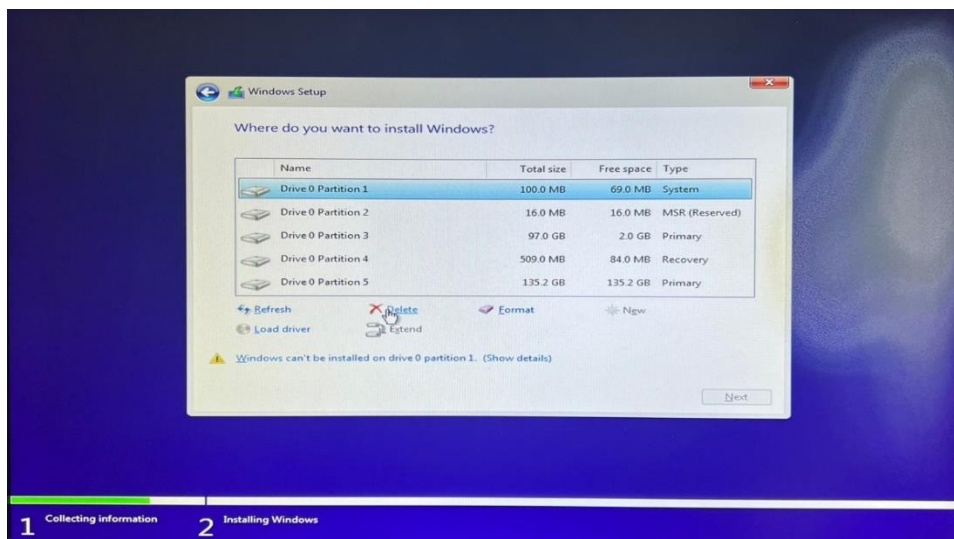 Windows Setup
Where do you want to install Windows?
Name Total size Free space Type
Drive 0 Partition 1 100.0 MB 69.0 MB System
Drive 0 Partition 2 16.0 MB 16.0 MB MSR (Reserved)
Drive 0 Partition 3 97.0 GB 2.0 GB Primary
Drive 0 Partition 4 509.0 MB 84.0 MB Recovery
Drive 0 Partition 5 135.2 GB 135.2 GB Primary
Refresh Delete Format New
Load driver Extend
Windows can't be installed on drive 0 partition 1. (Show details)
Next
1 Collecting information 2 Installing Windows